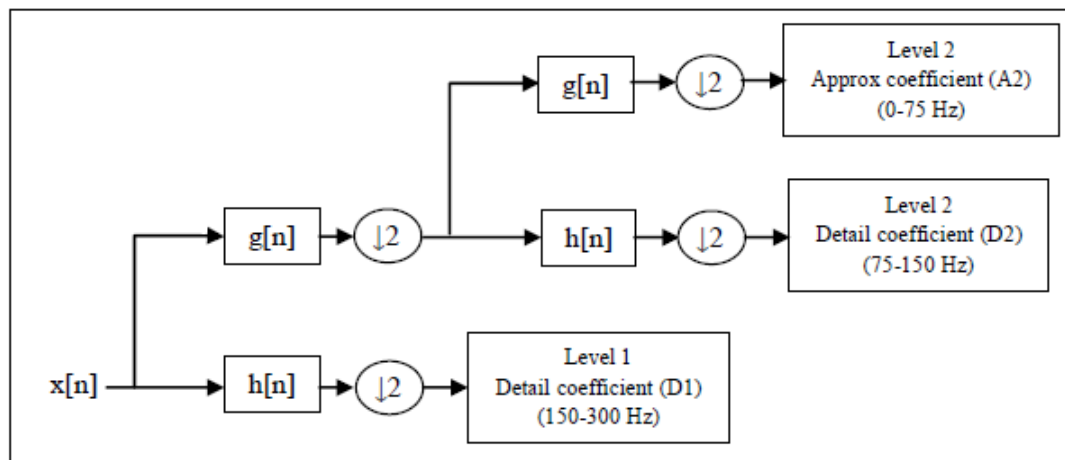 Level 2
Approx coefficient (A2)
(0-75 Hz)
g[n]
↓2
Level 2
Detail coefficient (D2)
(75-150 Hz)
g[n]
↓2
h[n]
↓2
Level 1
Detail coefficient (D1)
(150-300 Hz)
x[n]
h[n]
↓2